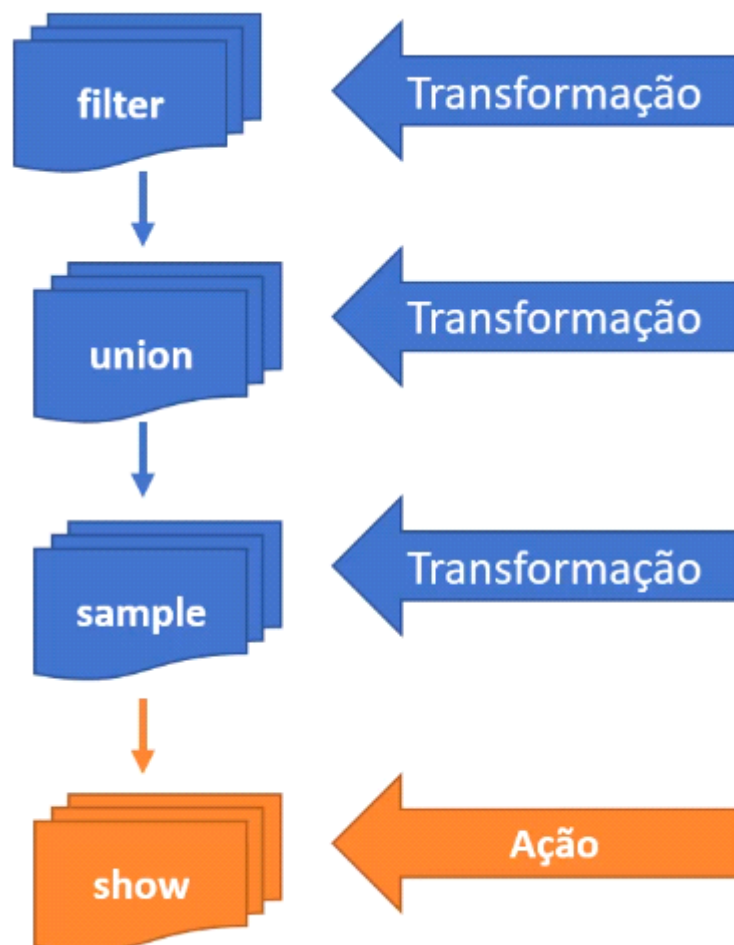 filter
Transformação
union
Transformação
sample
Transformação
show
Ação